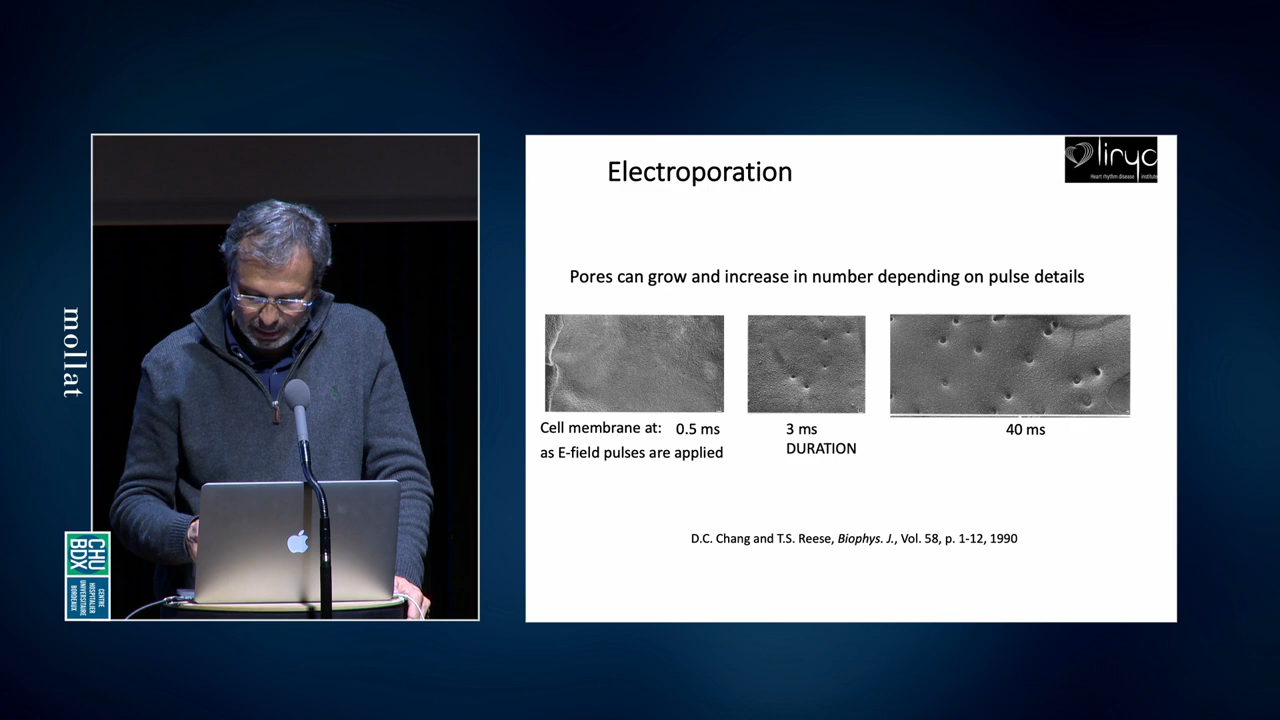 mollat
CHU
BDX
CENTRE
HOSPITALIER
UNIVERSITAIRE
BORDEAUX
Electroporation
liryc
Heart rhythm disease institute
Pores can grow and increase in number depending on pulse details
Cell membrane at: 0.5 ms
as E-field pulses are applied
3 ms
DURATION
40 ms
D.C. Chang and T.S. Reese, Biophys. J., Vol. 58, p. 1-12, 1990